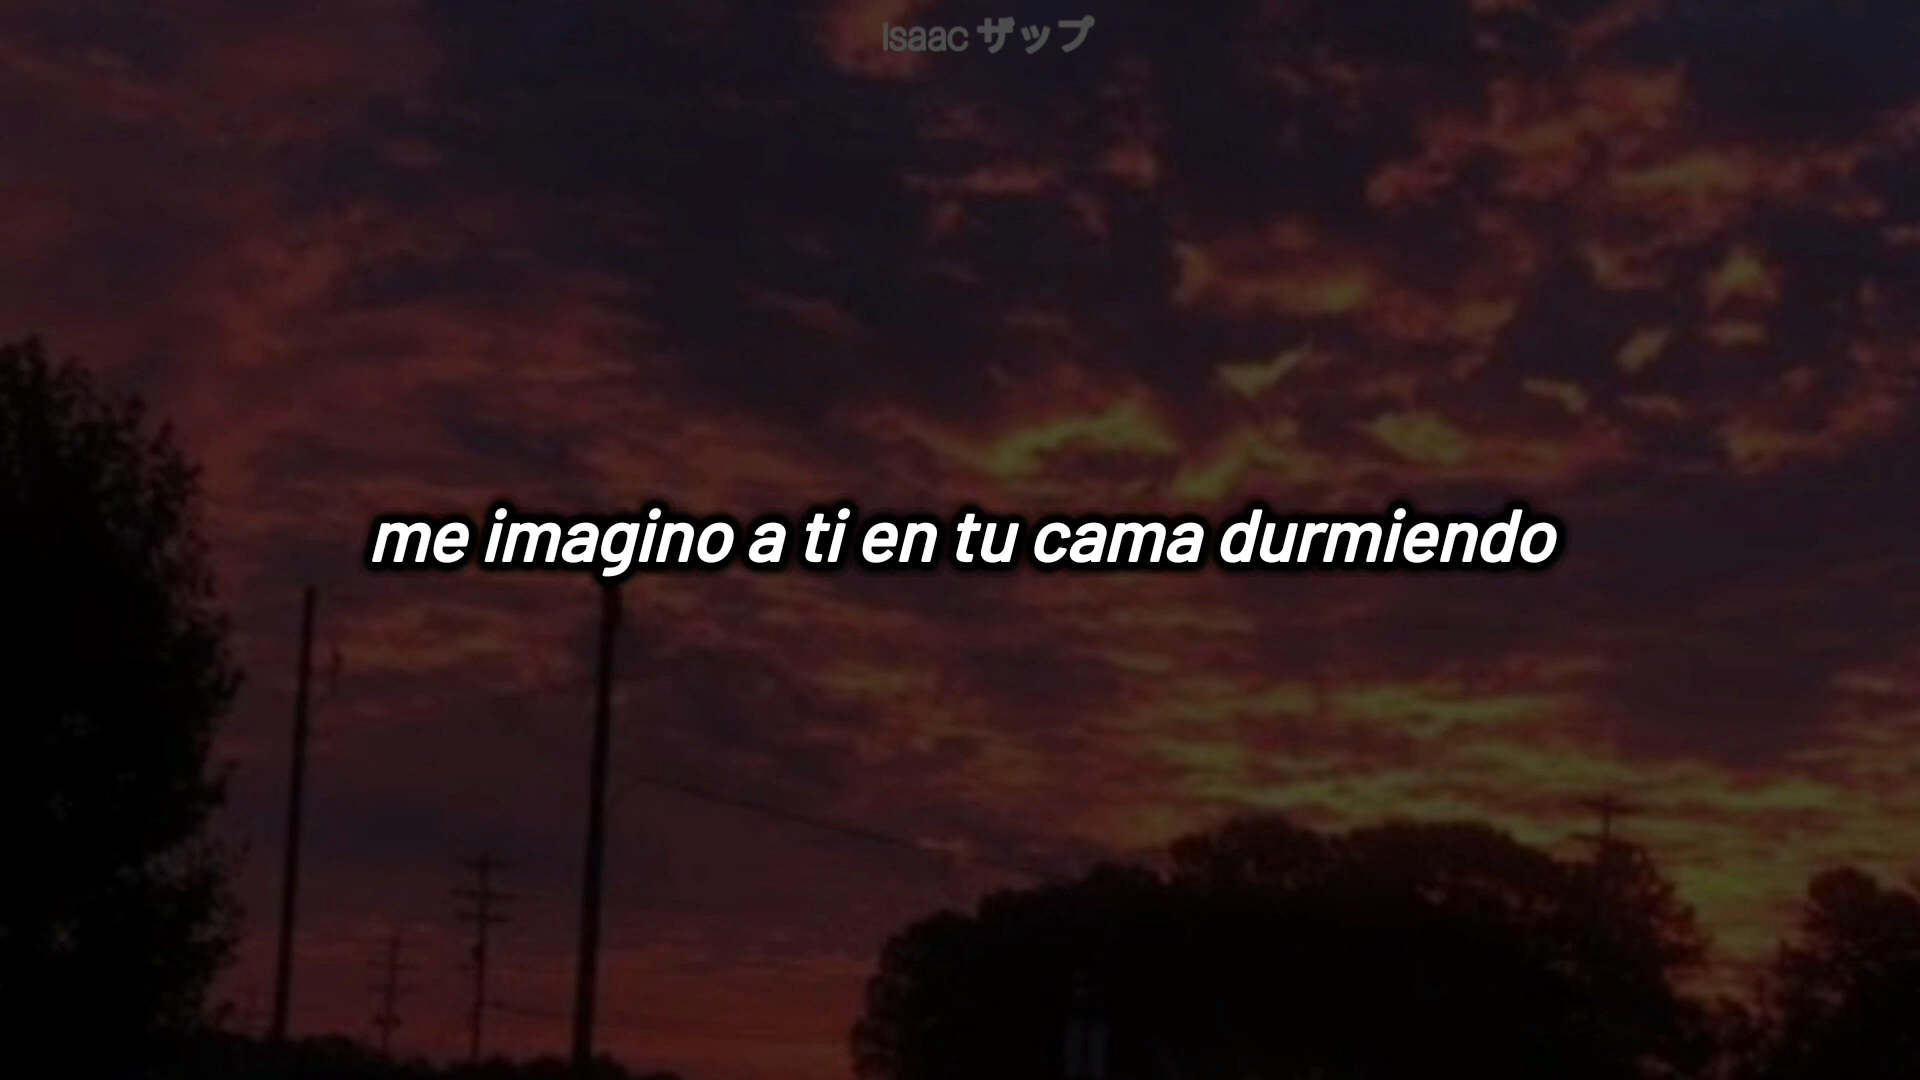 Isaac ザップ
me imagino a ti en tu cama durmiendo